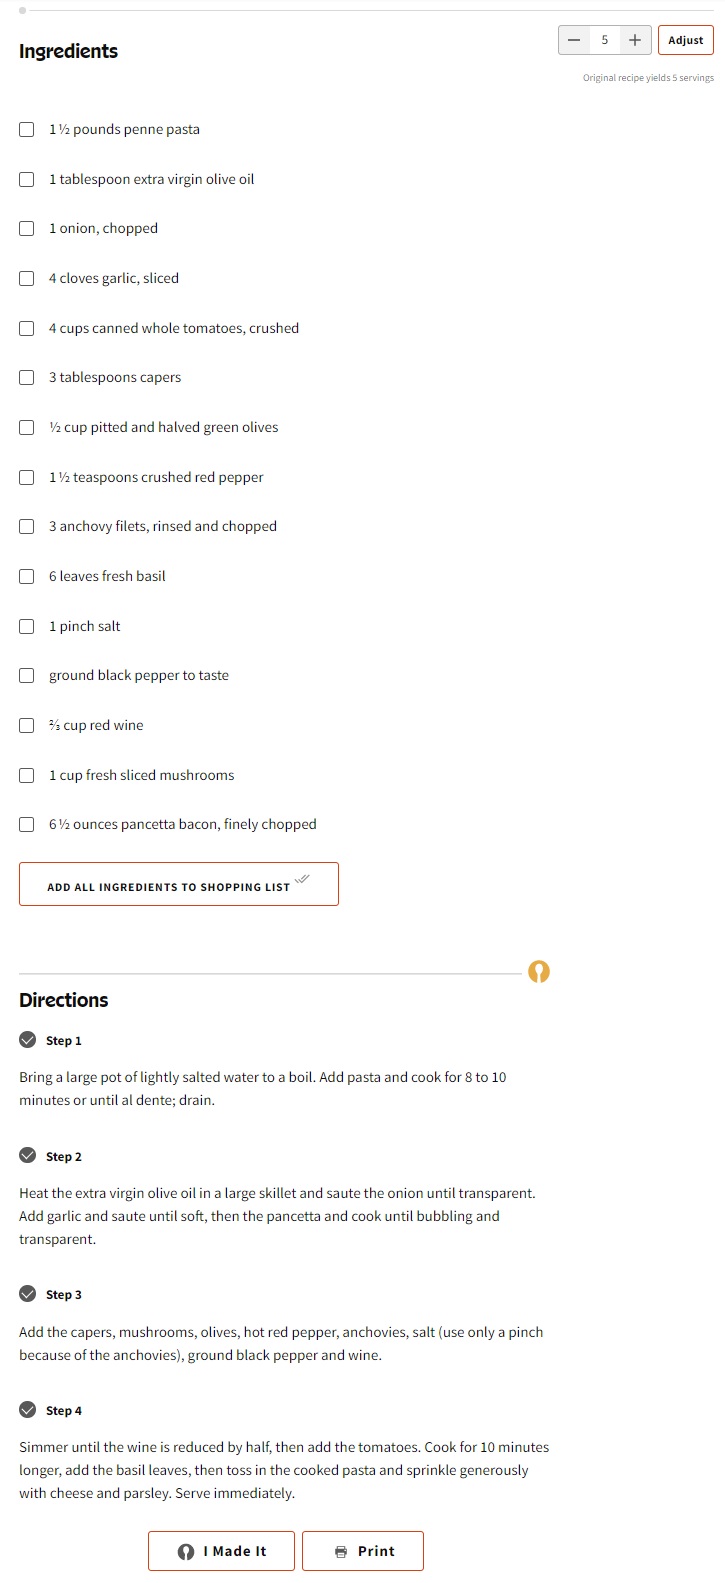 Ingredients
5
Adjust
Original recipe yields 5 servings
1 ½ pounds penne pasta
1 tablespoon extra virgin olive oil
1 onion, chopped
4 cloves garlic, sliced
4 cups canned whole tomatoes, crushed
3 tablespoons capers
½ cup pitted and halved green olives
1 ½ teaspoons crushed red pepper
3 anchovy filets, rinsed and chopped
6 leaves fresh basil
1 pinch salt
ground black pepper to taste
⅔ cup red wine
1 cup fresh sliced mushrooms
6 ½ ounces pancetta bacon, finely chopped
ADD ALL INGREDIENTS TO SHOPPING LIST
Directions
Step 1
Bring a large pot of lightly salted water to a boil. Add pasta and cook for 8 to 10
minutes or until al dente; drain.
Step 2
Heat the extra virgin olive oil in a large skillet and saute the onion until transparent.
Add garlic and saute until soft, then the pancetta and cook until bubbling and
transparent.
Step 3
Add the capers, mushrooms, olives, hot red pepper, anchovies, salt (use only a pinch
because of the anchovies), ground black pepper and wine.
Step 4
Simmer until the wine is reduced by half, then add the tomatoes. Cook for 10 minutes
longer, add the basil leaves, then toss in the cooked pasta and sprinkle generously
with cheese and parsley. Serve immediately.
I Made It
Print